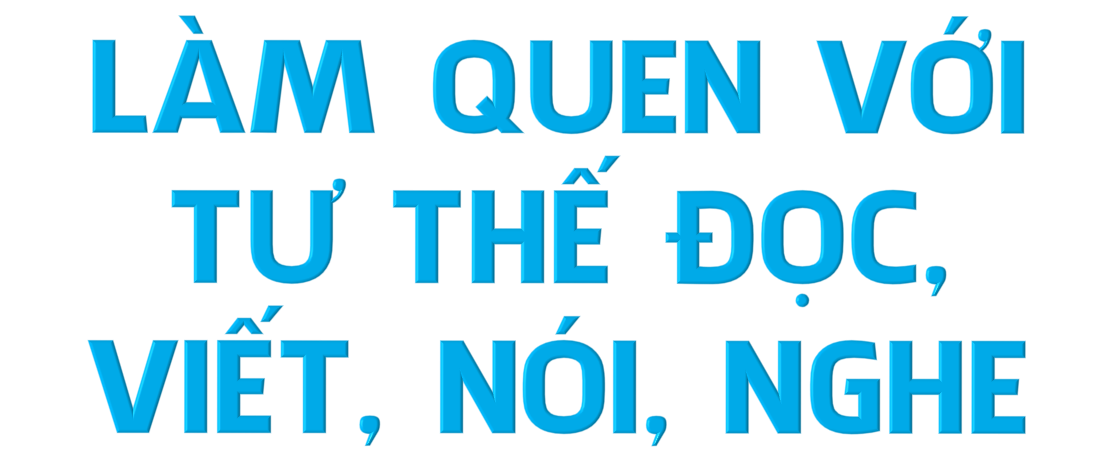 LÀM QUEN VỚI
TƯ THẾ ĐỌC,
VIẾT, NÓI, NGHE